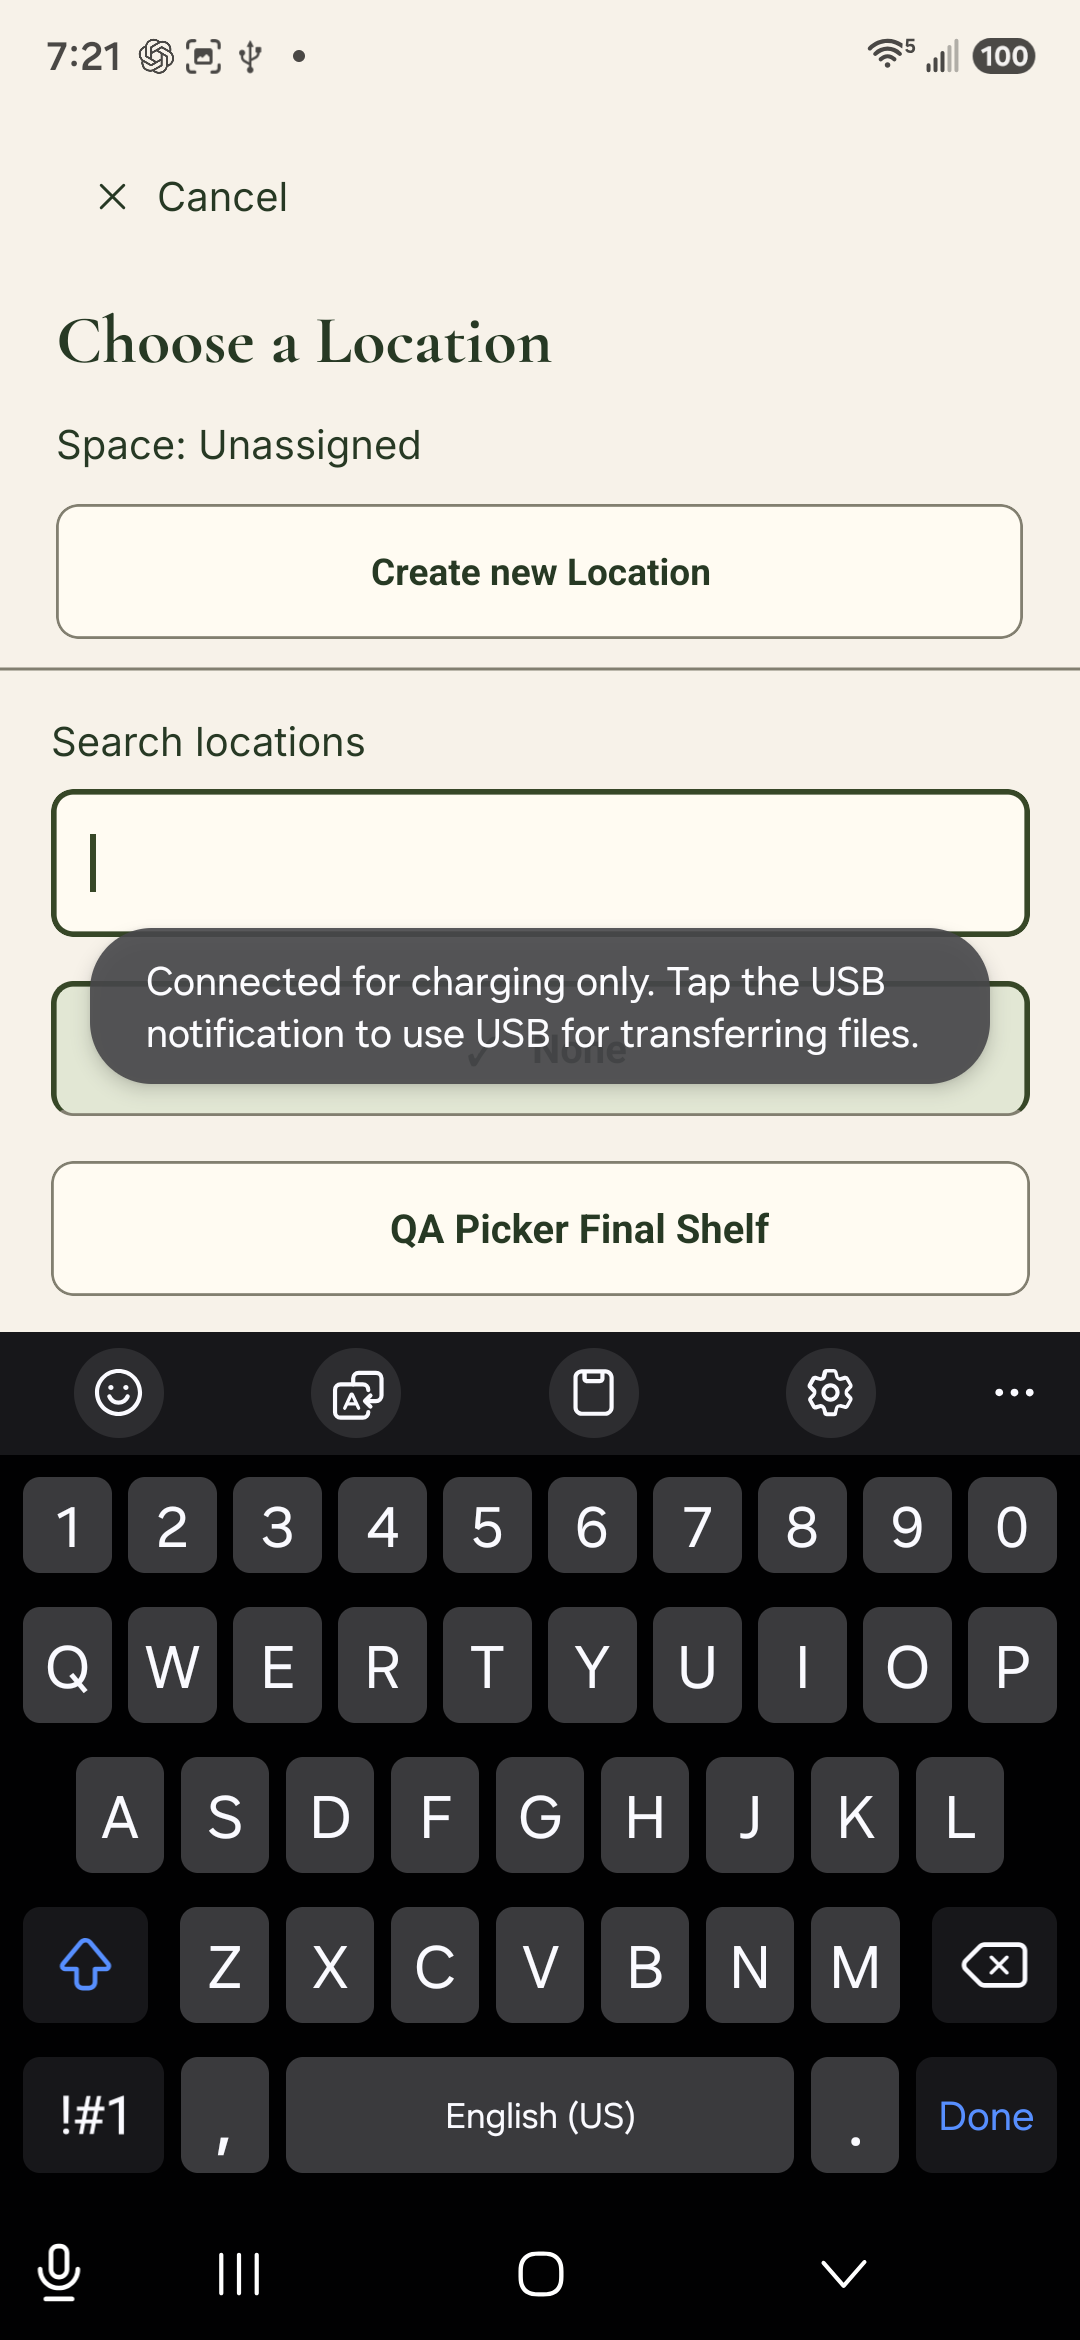 7:21
5
100
Cancel
Choose a Location
Space: Unassigned
Create new Location
Search locations
Connected for charging only. Tap the USB
notification to use USB for transferring files.
✓ None
QA Picker Final Shelf
A
1 2 3 4 5 6 7 8 9 0
Q W E R T Y U I O P
A S D F G H J K L
Z X C V B N M
!#1 , English (US) . Done